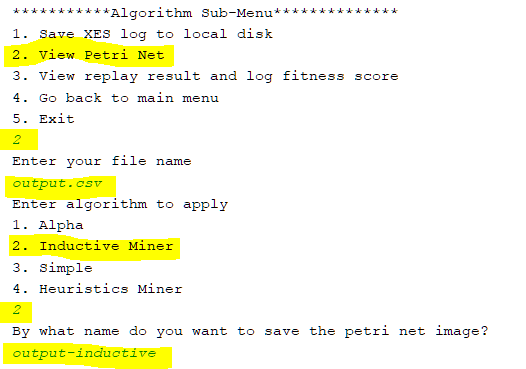 ***********Algorithm Sub-Menu**************
1. Save XES log to local disk
2. View Petri Net
3. View replay result and log fitness score
4. Go back to main menu
5. Exit
2
Enter your file name
output.csv
Enter algorithm to apply
1. Alpha
2. Inductive Miner
3. Simple
4. Heuristics Miner
2
By what name do you want to save the petri net image?
output-inductive